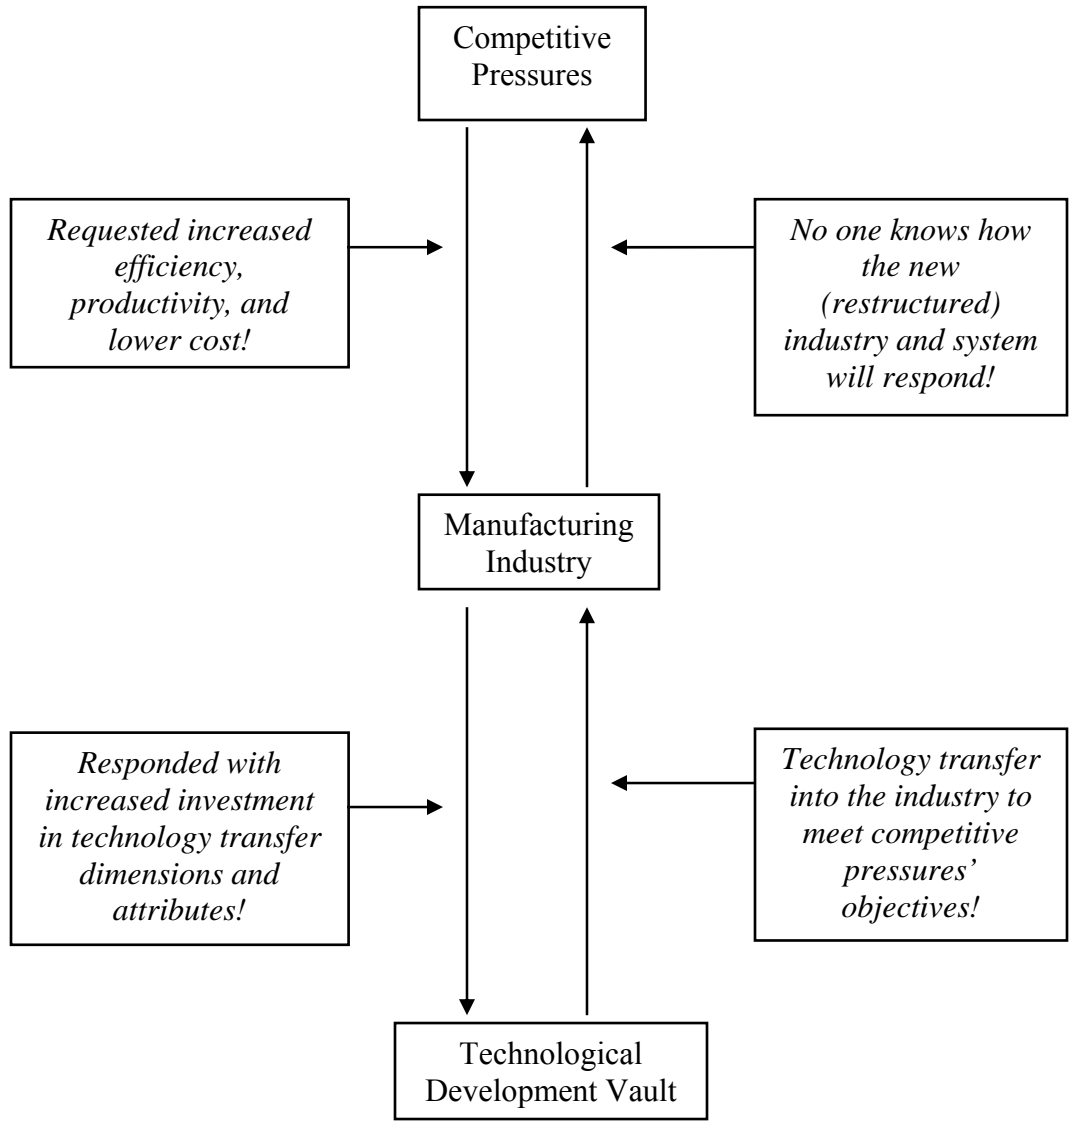 Competitive
Pressures
Requested increased
efficiency,
productivity, and
lower cost!
No one knows how
the new
(restructured)
industry and system
will respond!
Manufacturing
Industry
Responded with
increased investment
in technology transfer
dimensions and
attributes!
Technology transfer
into the industry to
meet competitive
pressures’
objectives!
Technological
Development Vault